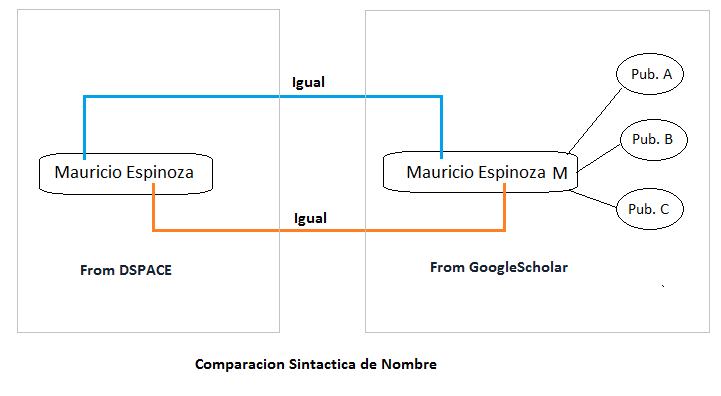 Igual
Pub. A
Pub. B
Mauricio Espinoza
Mauricio Espinoza M
Pub. C
Igual
From DSPACE
From GoogleScholar
Comparacion Sintactica de Nombre